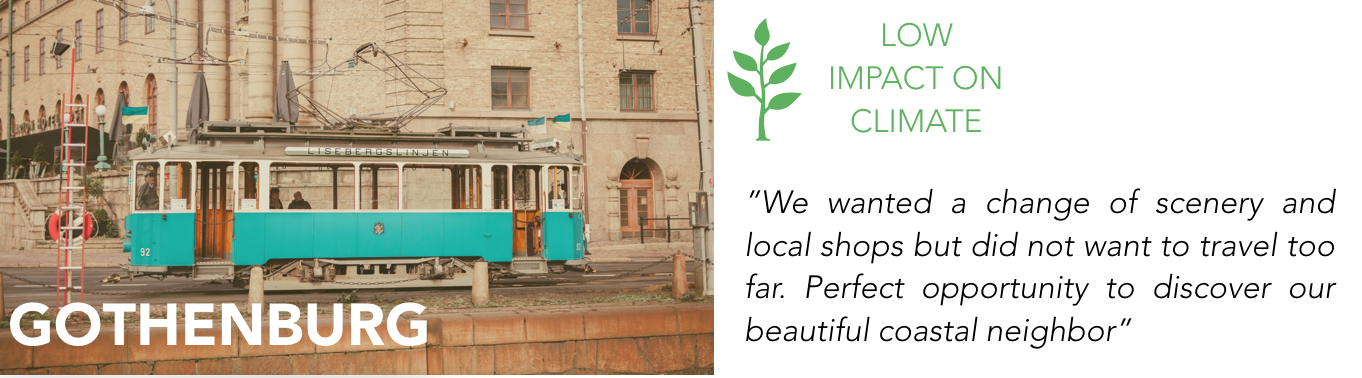 LISEBERGSLINJEN
92
GOTHENBURG
LOW
IMPACT ON
CLIMATE
”We wanted a change of scenery and
local shops but did not want to travel too
far. Perfect opportunity to discover our
beautiful coastal neighbor”